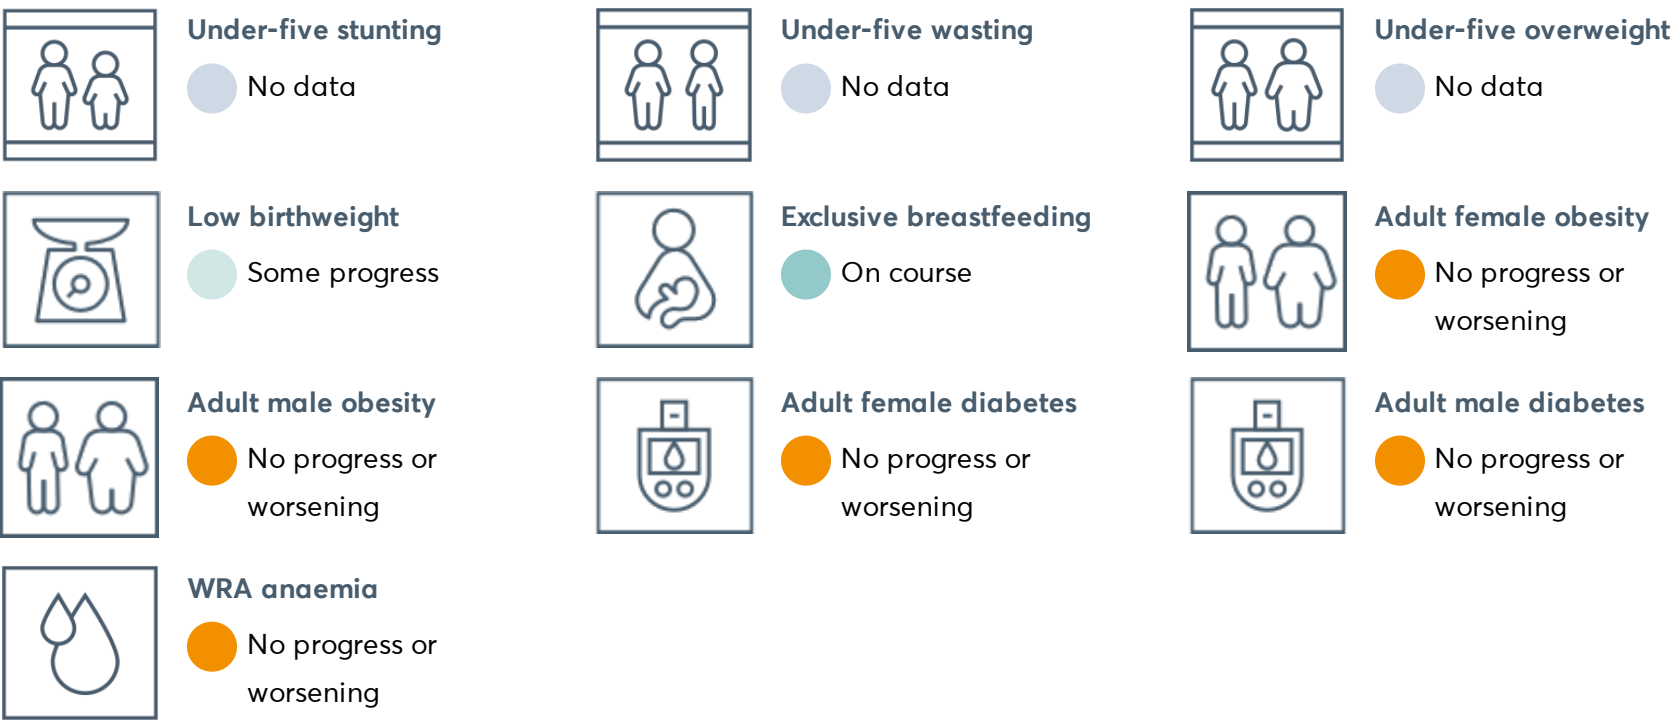 Under-five stunting
No data
Under-five wasting
No data
Under-five overweight
No data
Low birthweight
Some progress
Exclusive breastfeeding
On course
Adult female obesity
No progress or
worsening
Adult male obesity
No progress or
worsening
Adult female diabetes
No progress or
worsening
Adult male diabetes
No progress or
worsening
WRA anaemia
No progress or
worsening